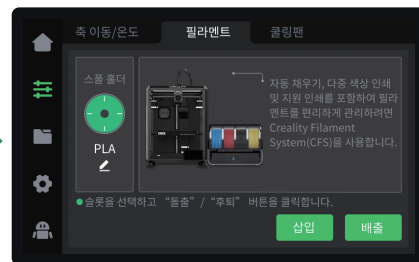 축 이동/온도
필라멘트
쿨링팬
스풀 홀더
PLA
자동 채우기, 다중 색상 인쇄
및 지원 인쇄를 포함하여 필라
멘트를 편리하게 관리하려면
Creality Filament
System(CFS)을 사용합니다.
슬롯을 선택하고 “돌출” / “후퇴” 버튼을 클릭합니다.
삽입
배출